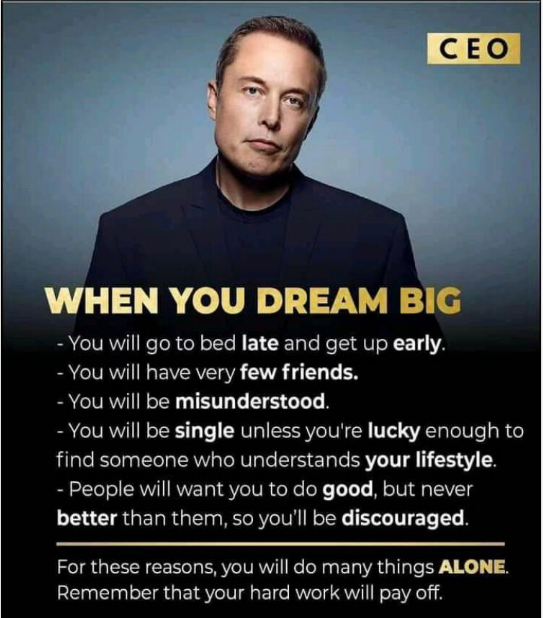 CEO
WHEN YOU DREAM BIG
- You will go to bed late and get up early.
- You will have very few friends.
- You will be misunderstood.
- You will be single unless you're lucky enough to
find someone who understands your lifestyle.
- People will want you to do good, but never
better than them, so you’ll be discouraged.
For these reasons, you will do many things ALONE.
Remember that your hard work will pay off.